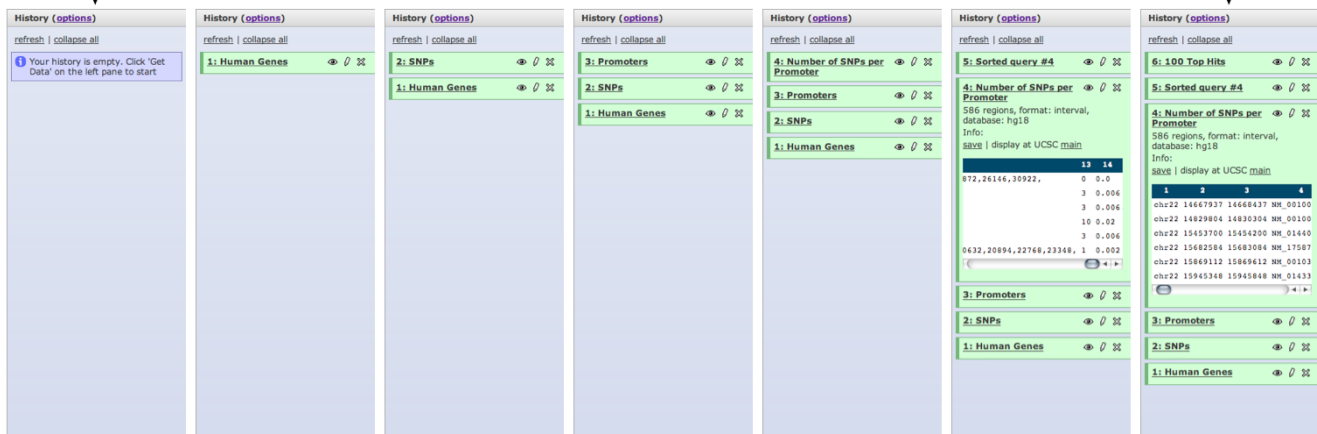 History (options)
refresh | collapse all
Your history is empty. Click 'Get
Data' on the left pane to start
History (options)
refresh | collapse all
1: Human Genes
History (options)
refresh | collapse all
2: SNPs
1: Human Genes
History (options)
refresh | collapse all
3: Promoters
2: SNPs
1: Human Genes
History (options)
refresh | collapse all
4: Number of SNPs per
Promoter
3: Promoters
2: SNPs
1: Human Genes
History (options)
refresh | collapse all
5: Sorted query #4
4: Number of SNPs per
Promoter
586 regions, format: interval,
database: hg18
Info:
save | display at UCSC main
13 14
872,26146,30922, 0 0.0
3 0.006
3 0.006
10 0.02
3 0.006
0632,20894,22768,23348, 1 0.002
3: Promoters
2: SNPs
1: Human Genes
History (options)
refresh | collapse all
6: 100 Top Hits
5: Sorted query #4
4: Number of SNPs per
Promoter
586 regions, format: interval,
database: hg18
Info:
save | display at UCSC main
1 2 3 4
chr22 14667937 14668437 NM_00100
chr22 14829804 14830304 NM_00100
chr22 15453700 15454200 NM_01440
chr22 15682584 15683084 NM_17587
chr22 15869112 15869612 NM_00103
chr22 15945348 15945848 NM_01433
3: Promoters
2: SNPs
1: Human Genes